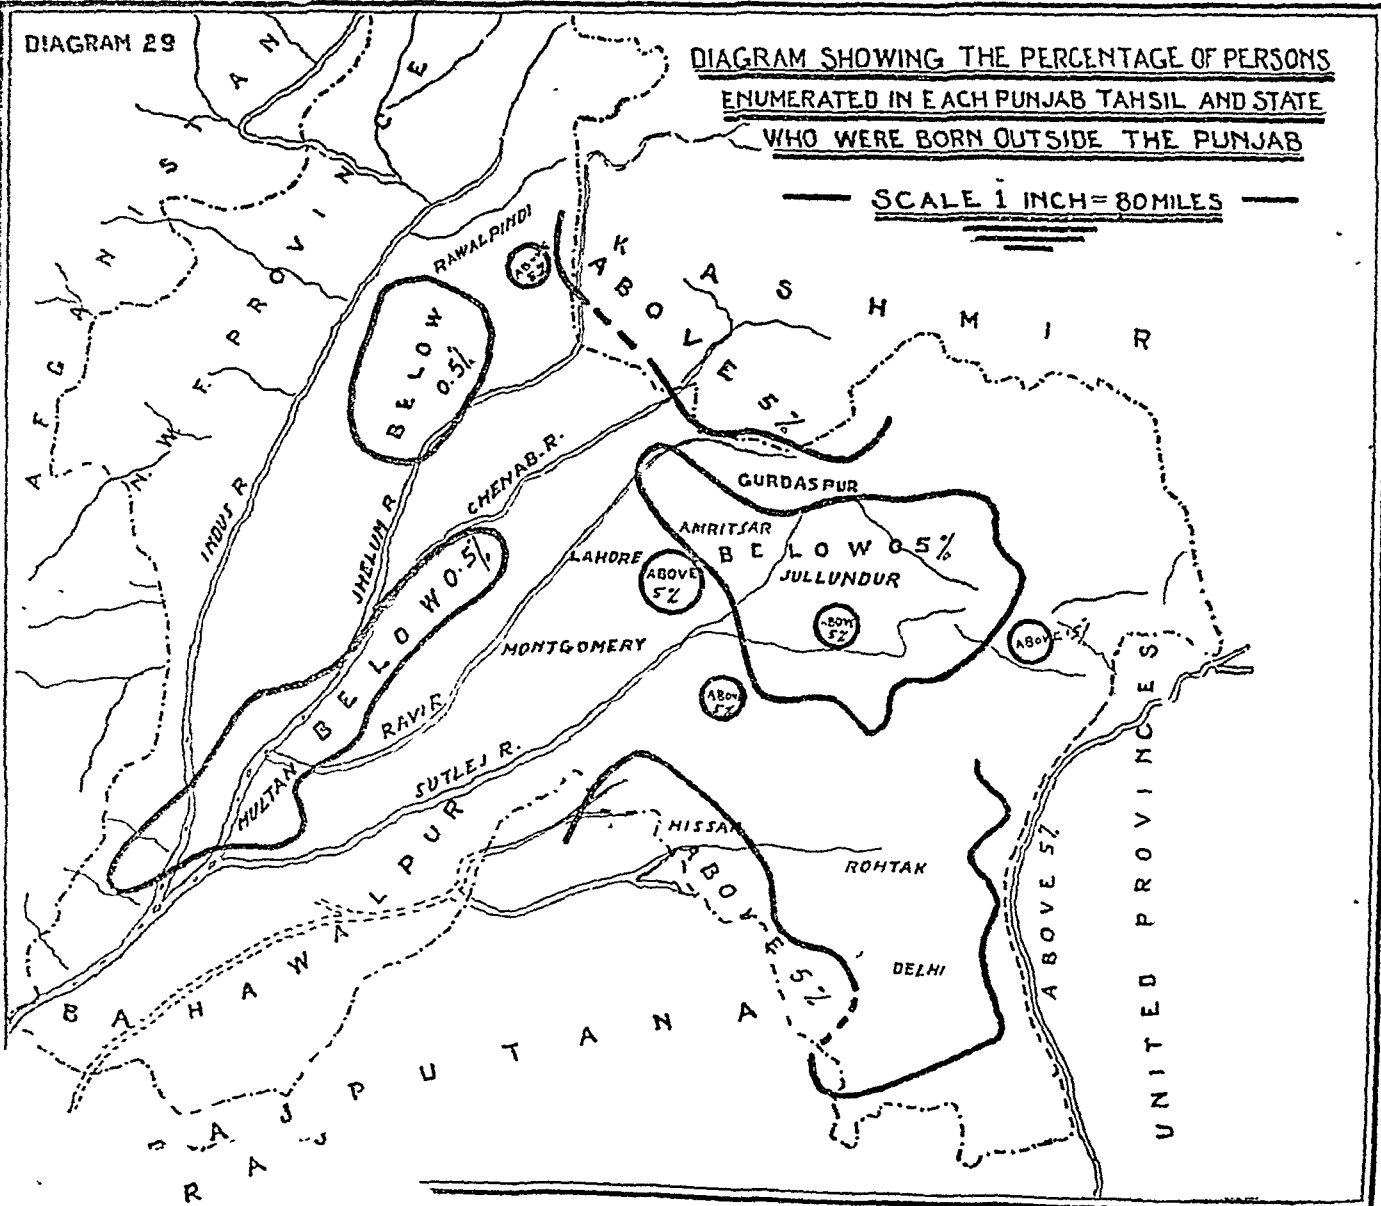 DIAGRAM 29
DIAGRAM SHOWING THE PERCENTAGE OF PERSONS
ENUMERATED IN EACH PUNJAB TAHSIL AND STATE
WHO WERE BORN OUTSIDE THE PUNJAB
SCALE 1 INCH = 80 MILES
AFGANISTAN
N. W. F. PROVINCE
KASHMIR
RAWALPINDI
ABOVE 5%
ABOVE 5%
BELOW 0.5%
INDUS R
JHELUM R
CHENAB R.
GURDASPUR
AMRITSAR
BELOW 0 5%
LAHORE
ABOVE 5%
JULLUNDUR
ABOVE 5%
ABOVE 5%
BELOW 0.5%
MONTGOMERY
ABOVE 5%
RAVI R
SUTLEJ R.
MULTAN
HISSAR
ROHTAK
ABOVE 5%
DELHI
ABOVE 5%
UNITED PROVINCES
BAHAWALPUR
RAJPUTANA